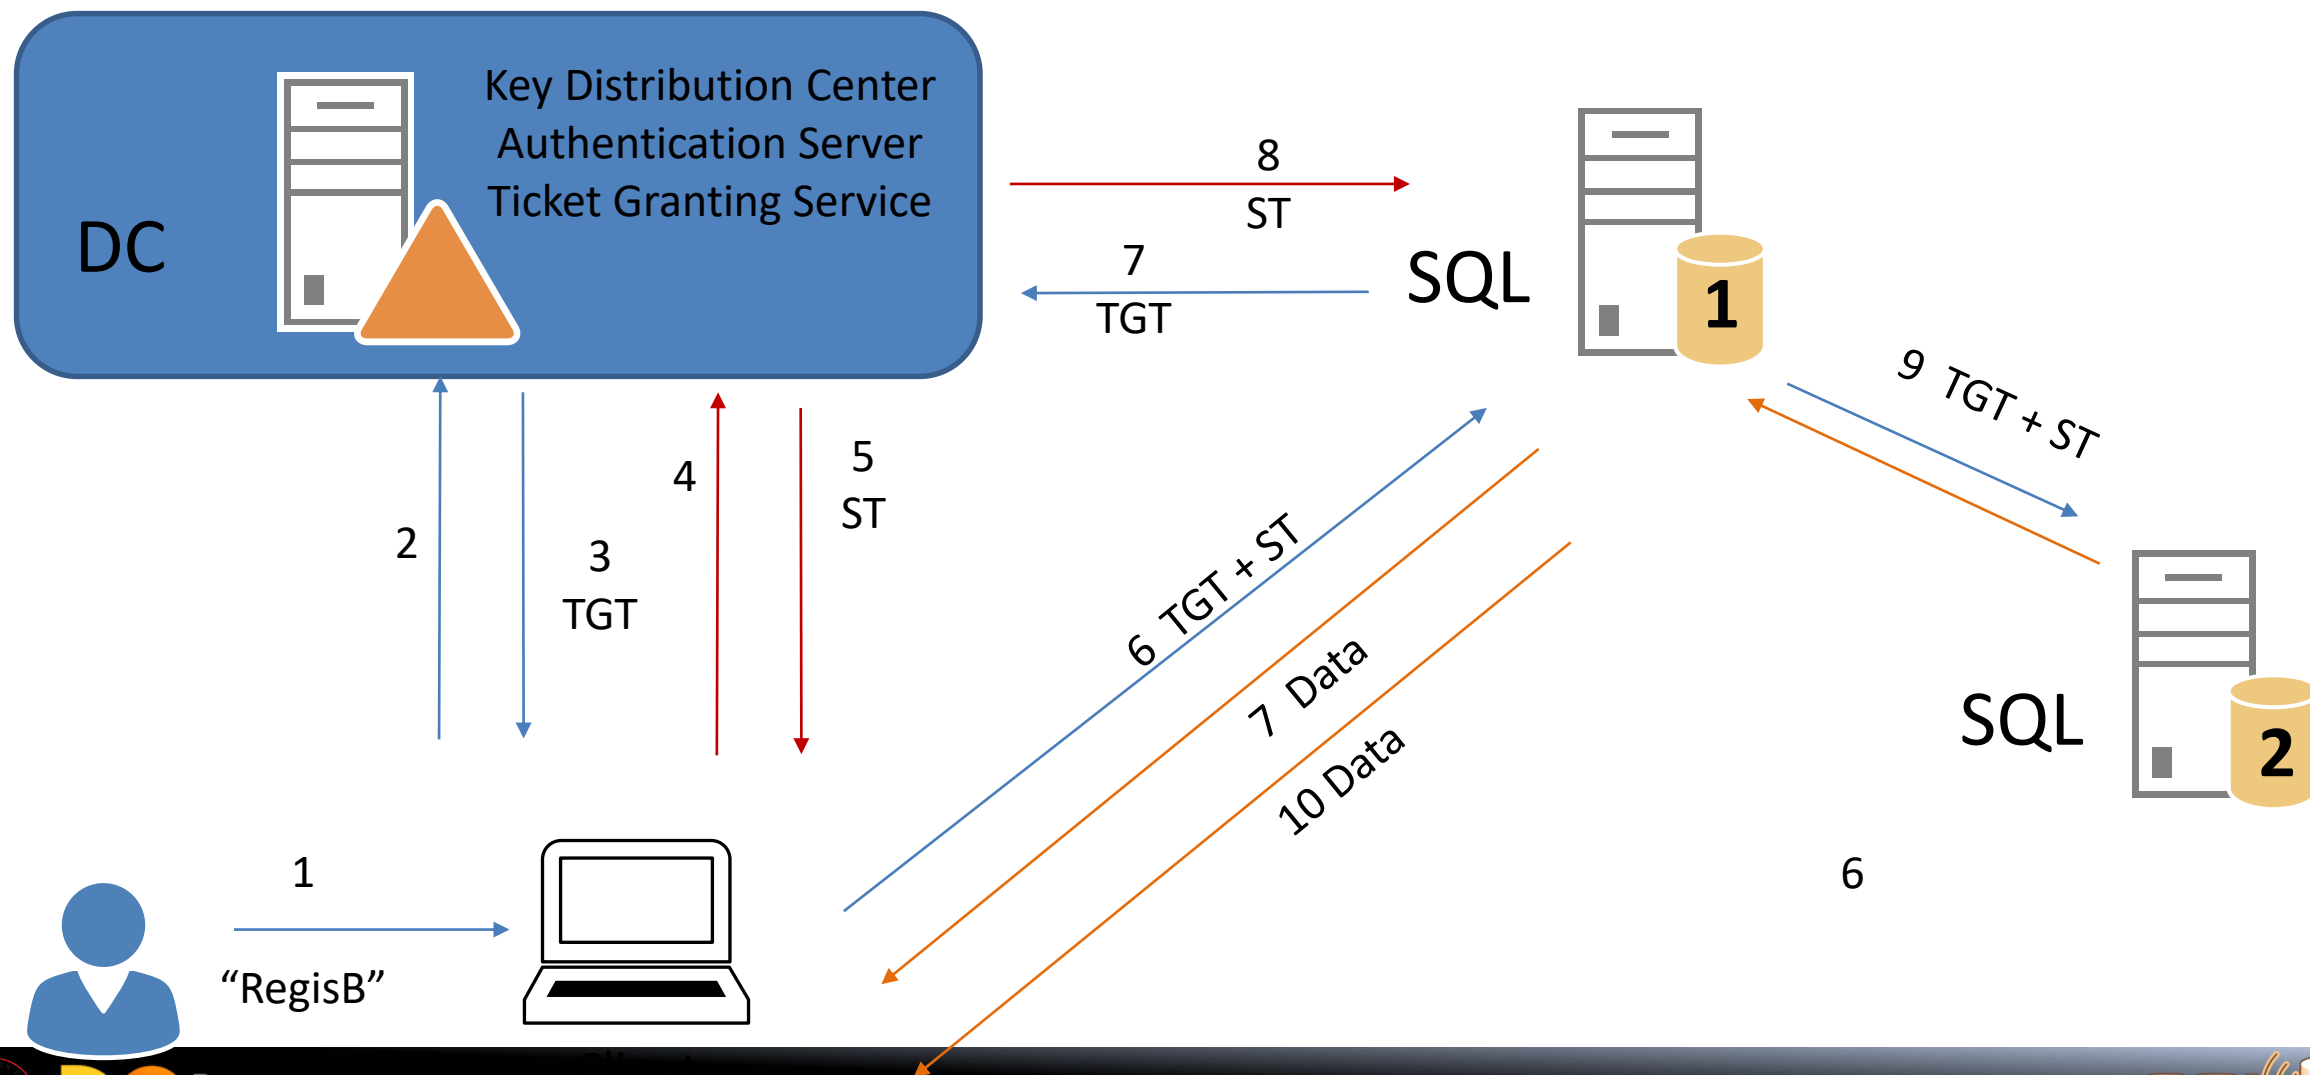 Key Distribution Center
Authentication Server
Ticket Granting Service
DC
8
ST
7
TGT
SQL
1
9 TGT + ST
2
3
TGT
4
5
ST
6 TGT + ST
7 Data
10 Data
SQL
2
6
1
"RegisB"
Client